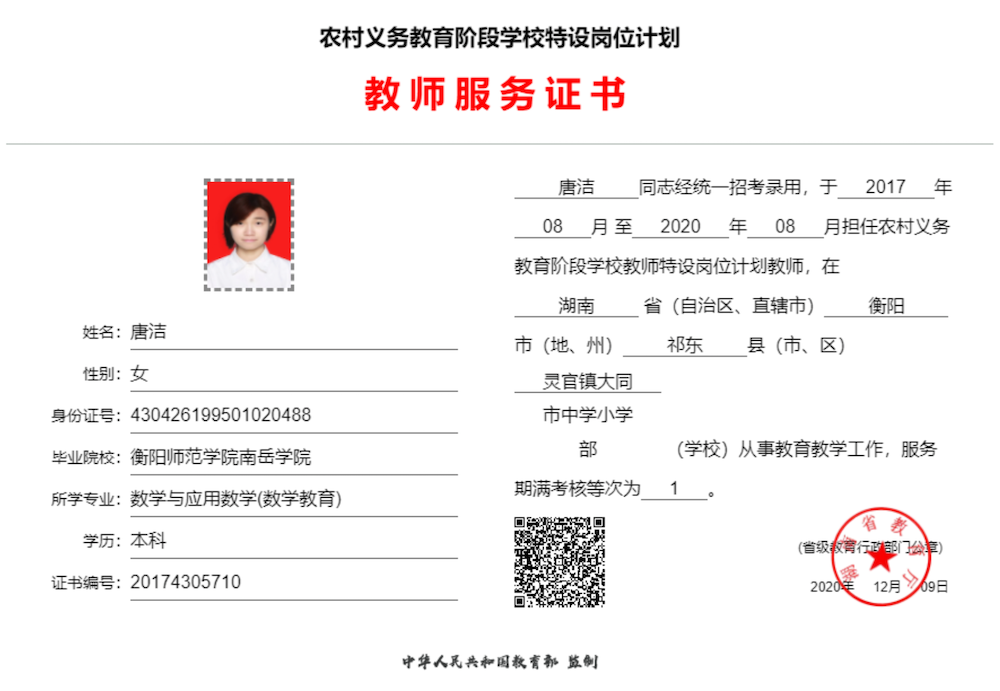 农村义务教育阶段学校特设岗位计划
教师服务证书
姓名：唐洁
性别：女
身份证号：430426199501020488
毕业院校：衡阳师范学院南岳学院
所学专业：数学与应用数学(数学教育)
学历：本科
证书编号：20174305710
唐洁 同志经统一招考录用，于 2017 年
08 月 至 2020 年 08 月担任农村义务
教育阶段学校教师特设岗位计划教师，在
湖南 省（自治区、直辖市） 衡阳
市（地、州） 祁东 县（市、区）
灵官镇大同
市中学小学
部 （学校）从事教育教学工作，服务
期满考核等次为 1 。
湖南省教育厅
(省级教育行政部门公章)
2020年 12月 09日
中华人民共和国教育部 监制